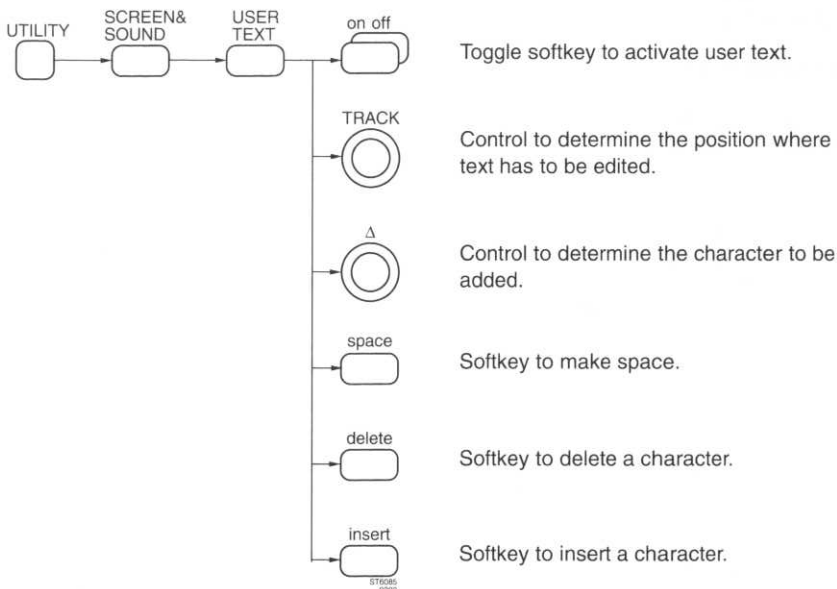 UTILITY
SCREEN&
SOUND
USER
TEXT
on off
Toggle softkey to activate user text.
TRACK
Control to determine the position where
text has to be edited.
Δ
Control to determine the character to be
added.
space
Softkey to make space.
delete
Softkey to delete a character.
insert
Softkey to insert a character.
ST6085